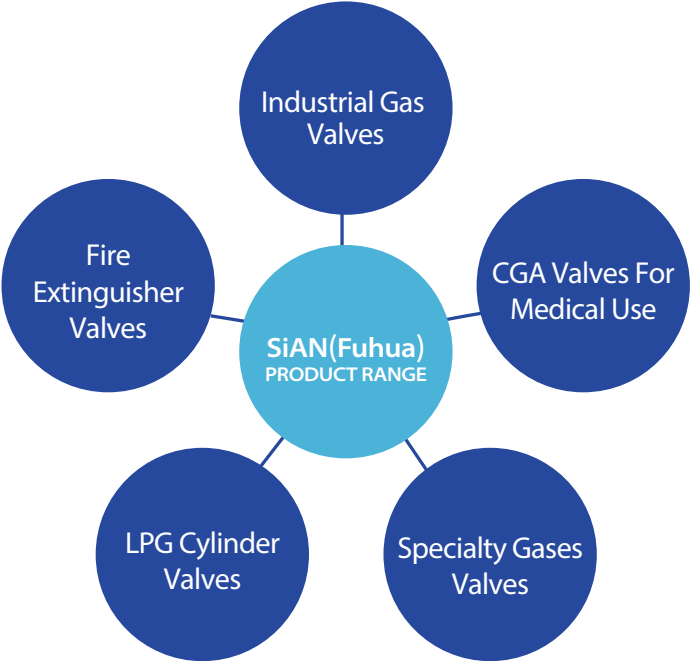 Industrial Gas
Valves
Fire
Extinguisher
Valves
CGA Valves For
Medical Use
SiAN(Fuhua)
PRODUCT RANGE
LPG Cylinder
Valves
Specialty Gases
Valves